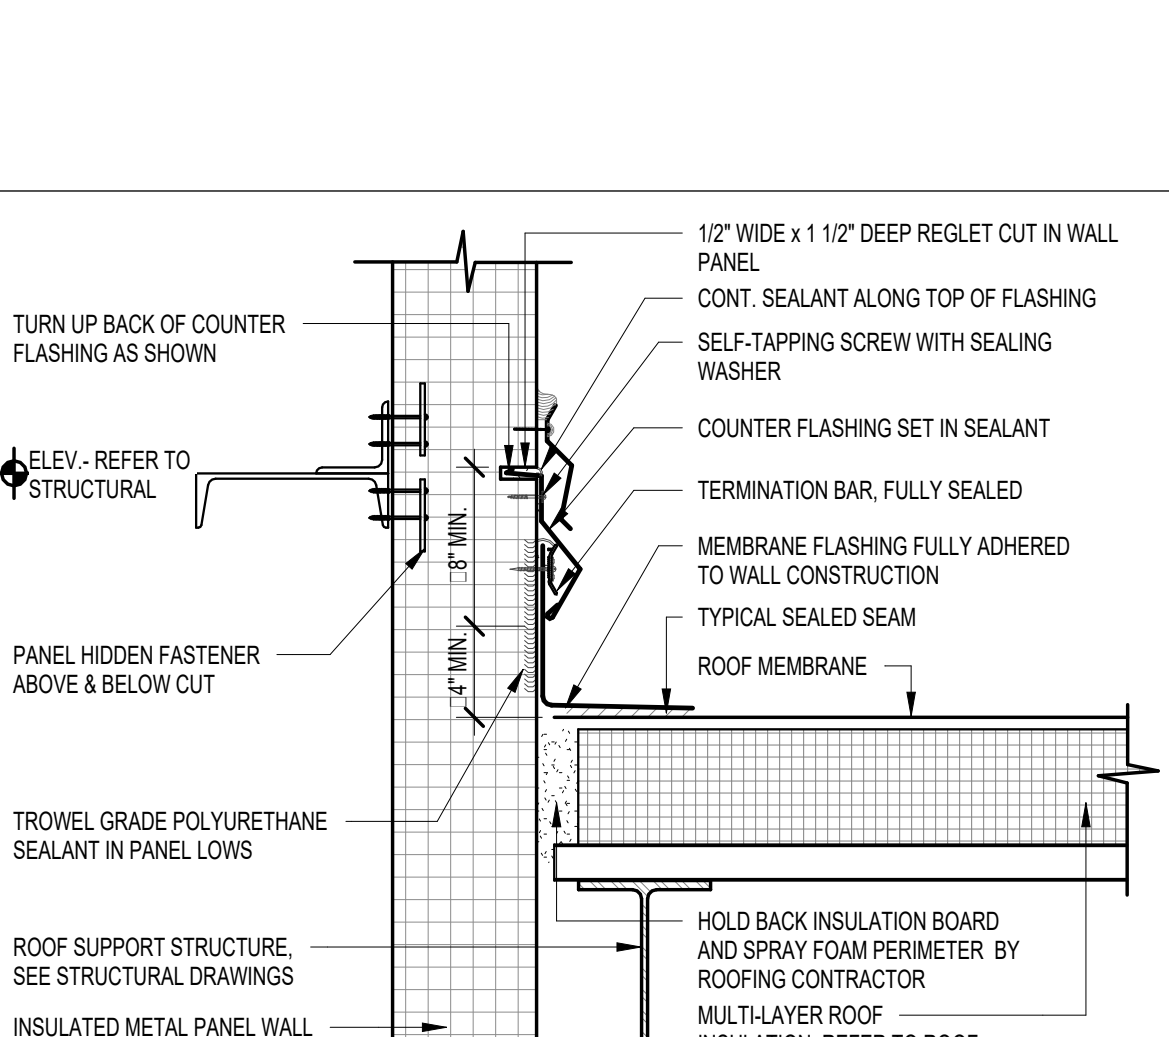 1/2" WIDE x 1 1/2" DEEP REGLET CUT IN WALL
PANEL
CONT. SEALANT ALONG TOP OF FLASHING
SELF-TAPPING SCREW WITH SEALING
WASHER
COUNTER FLASHING SET IN SEALANT
TERMINATION BAR, FULLY SEALED
MEMBRANE FLASHING FULLY ADHERED
TO WALL CONSTRUCTION
TYPICAL SEALED SEAM
ROOF MEMBRANE
TURN UP BACK OF COUNTER
FLASHING AS SHOWN
ELEV.- REFER TO
STRUCTURAL
□8" MIN.
□4" MIN.
PANEL HIDDEN FASTENER
ABOVE & BELOW CUT
TROWEL GRADE POLYURETHANE
SEALANT IN PANEL LOWS
ROOF SUPPORT STRUCTURE,
SEE STRUCTURAL DRAWINGS
INSULATED METAL PANEL WALL
HOLD BACK INSULATION BOARD
AND SPRAY FOAM PERIMETER BY
ROOFING CONTRACTOR
MULTI-LAYER ROOF
INSULATION, REFER TO ROOF